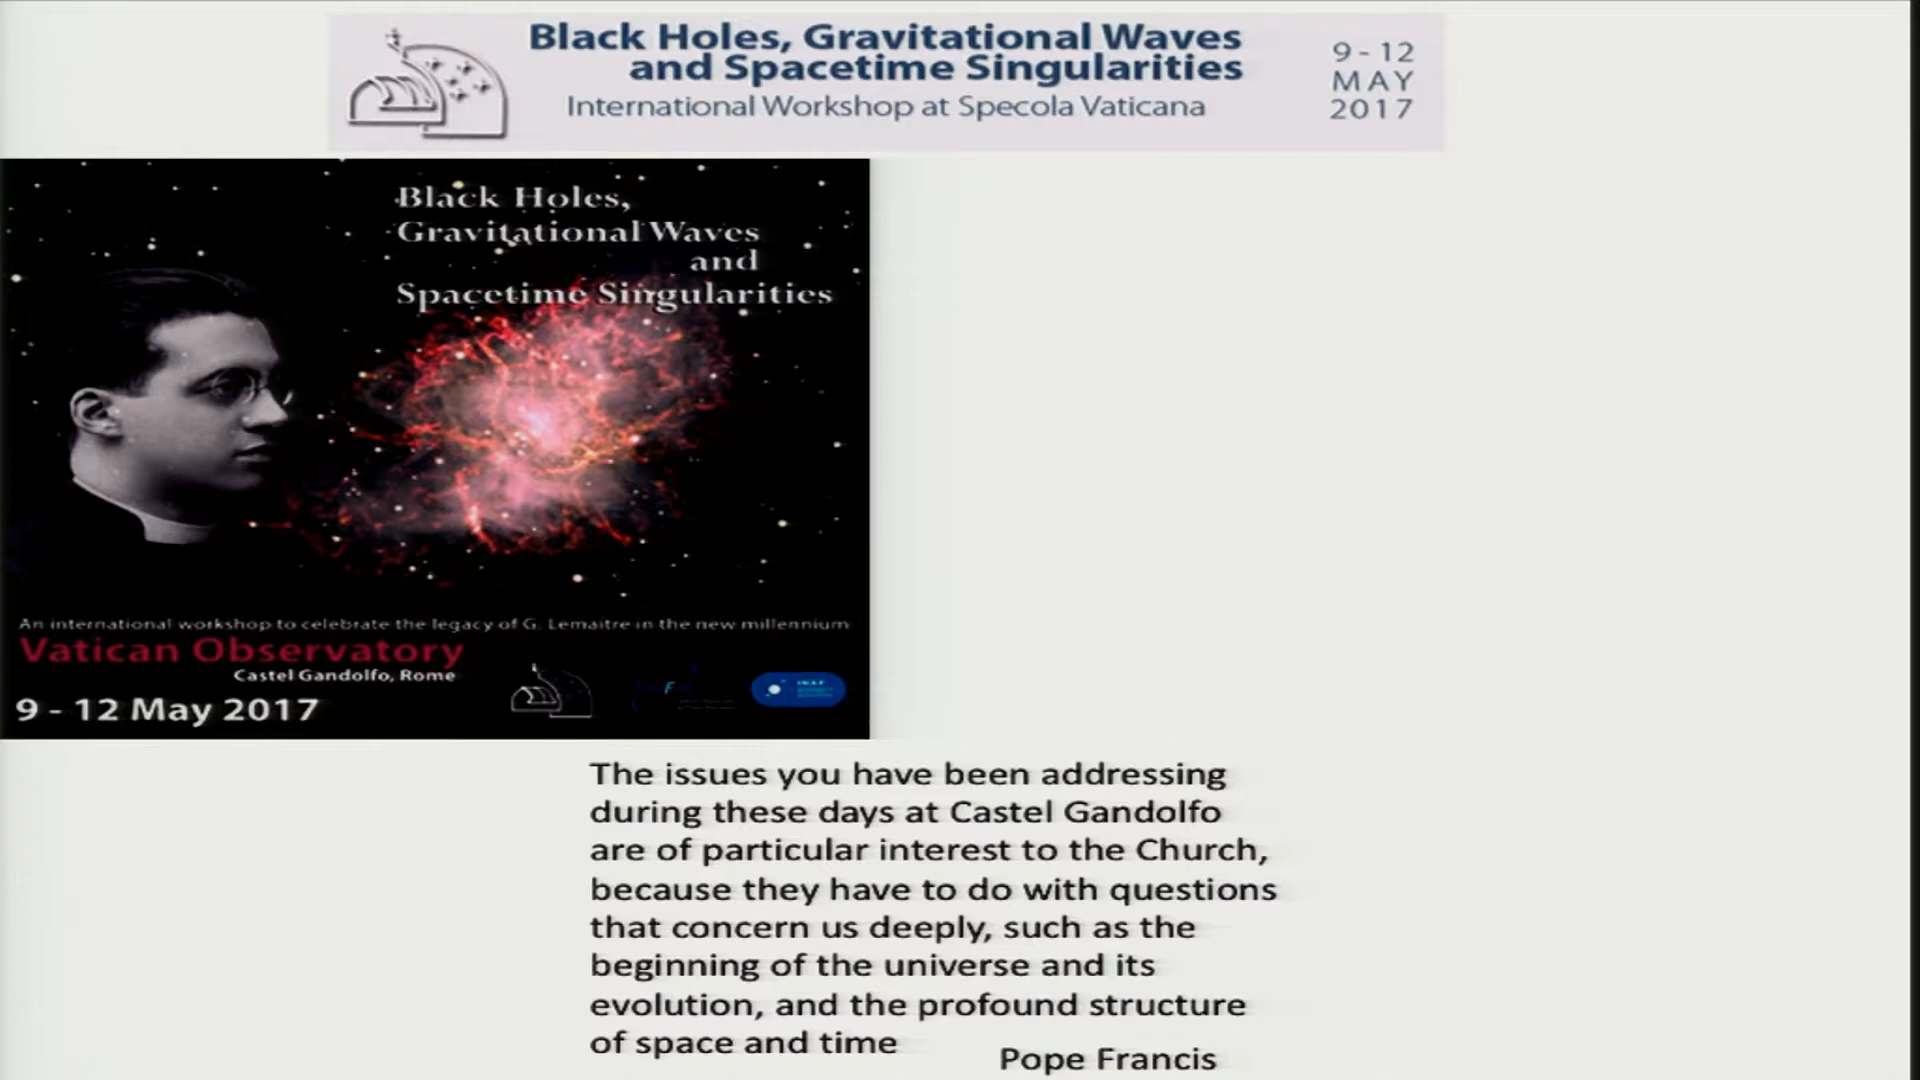 Black Holes, Gravitational Waves
and Spacetime Singularities
International Workshop at Specola Vaticana
9 - 12
MAY
2017
Black Holes,
Gravitational Waves
and
Spacetime Singularities
An international workshop to celebrate the legacy of G. Lemaitre in the new millennium
Vatican Observatory
Castel Gandolfo, Rome
9 - 12 May 2017
The issues you have been addressing
during these days at Castel Gandolfo
are of particular interest to the Church,
because they have to do with questions
that concern us deeply, such as the
beginning of the universe and its
evolution, and the profound structure
of space and time
Pope Francis